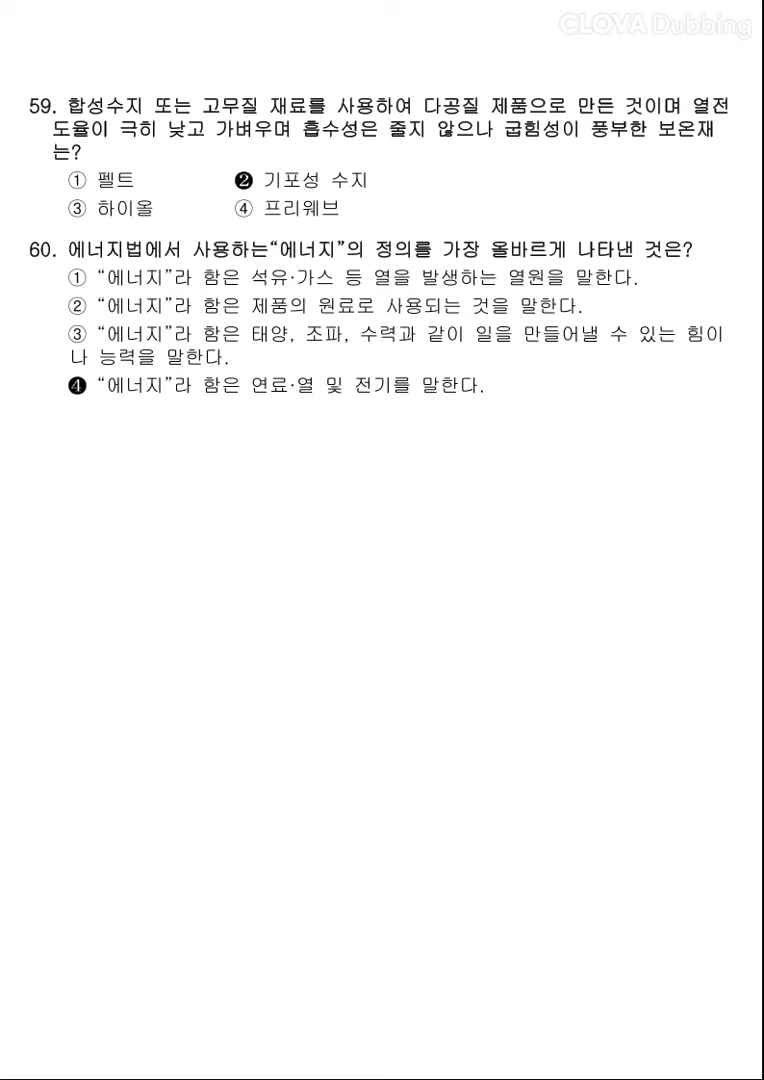 CLOVA Dubbing
59. 합성수지 또는 고무질 재료를 사용하여 다공질 제품으로 만든 것이며 열전
도율이 극히 낮고 가벼우며 흡수성은 줄지 않으나 굽힘성이 풍부한 보온재
는?
① 펠트 ❷ 기포성 수지
③ 하이올 ④ 프리웨브
60. 에너지법에서 사용하는“에너지”의 정의를 가장 올바르게 나타낸 것은?
① “에너지”라 함은 석유·가스 등 열을 발생하는 열원을 말한다.
② “에너지”라 함은 제품의 원료로 사용되는 것을 말한다.
③ “에너지”라 함은 태양, 조파, 수력과 같이 일을 만들어낼 수 있는 힘이
나 능력을 말한다.
❹ “에너지”라 함은 연료·열 및 전기를 말한다.